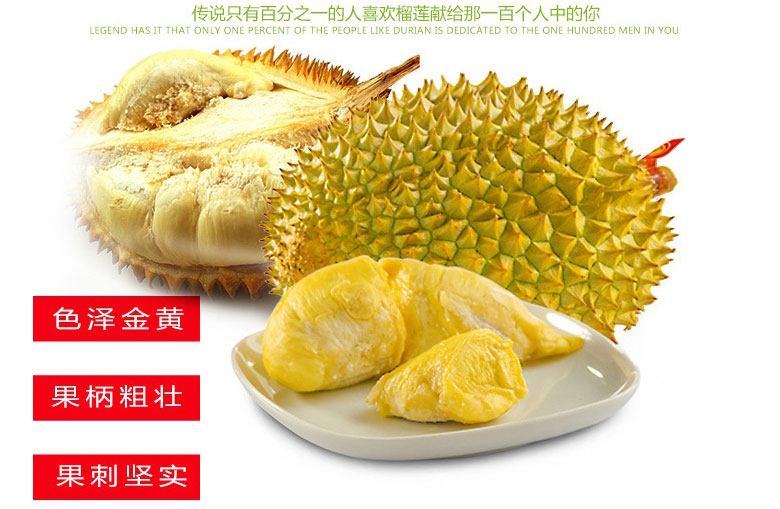 传说只有百分之一的人喜欢榴莲献给那一百个人中的你
LEGEND HAS IT THAT ONLY ONE PERCENT OF THE PEOPLE LIKE DURIAN IS DEDICATED TO THE ONE HUNDRED MEN IN YOU
色泽金黄
果柄粗壮
果刺坚实